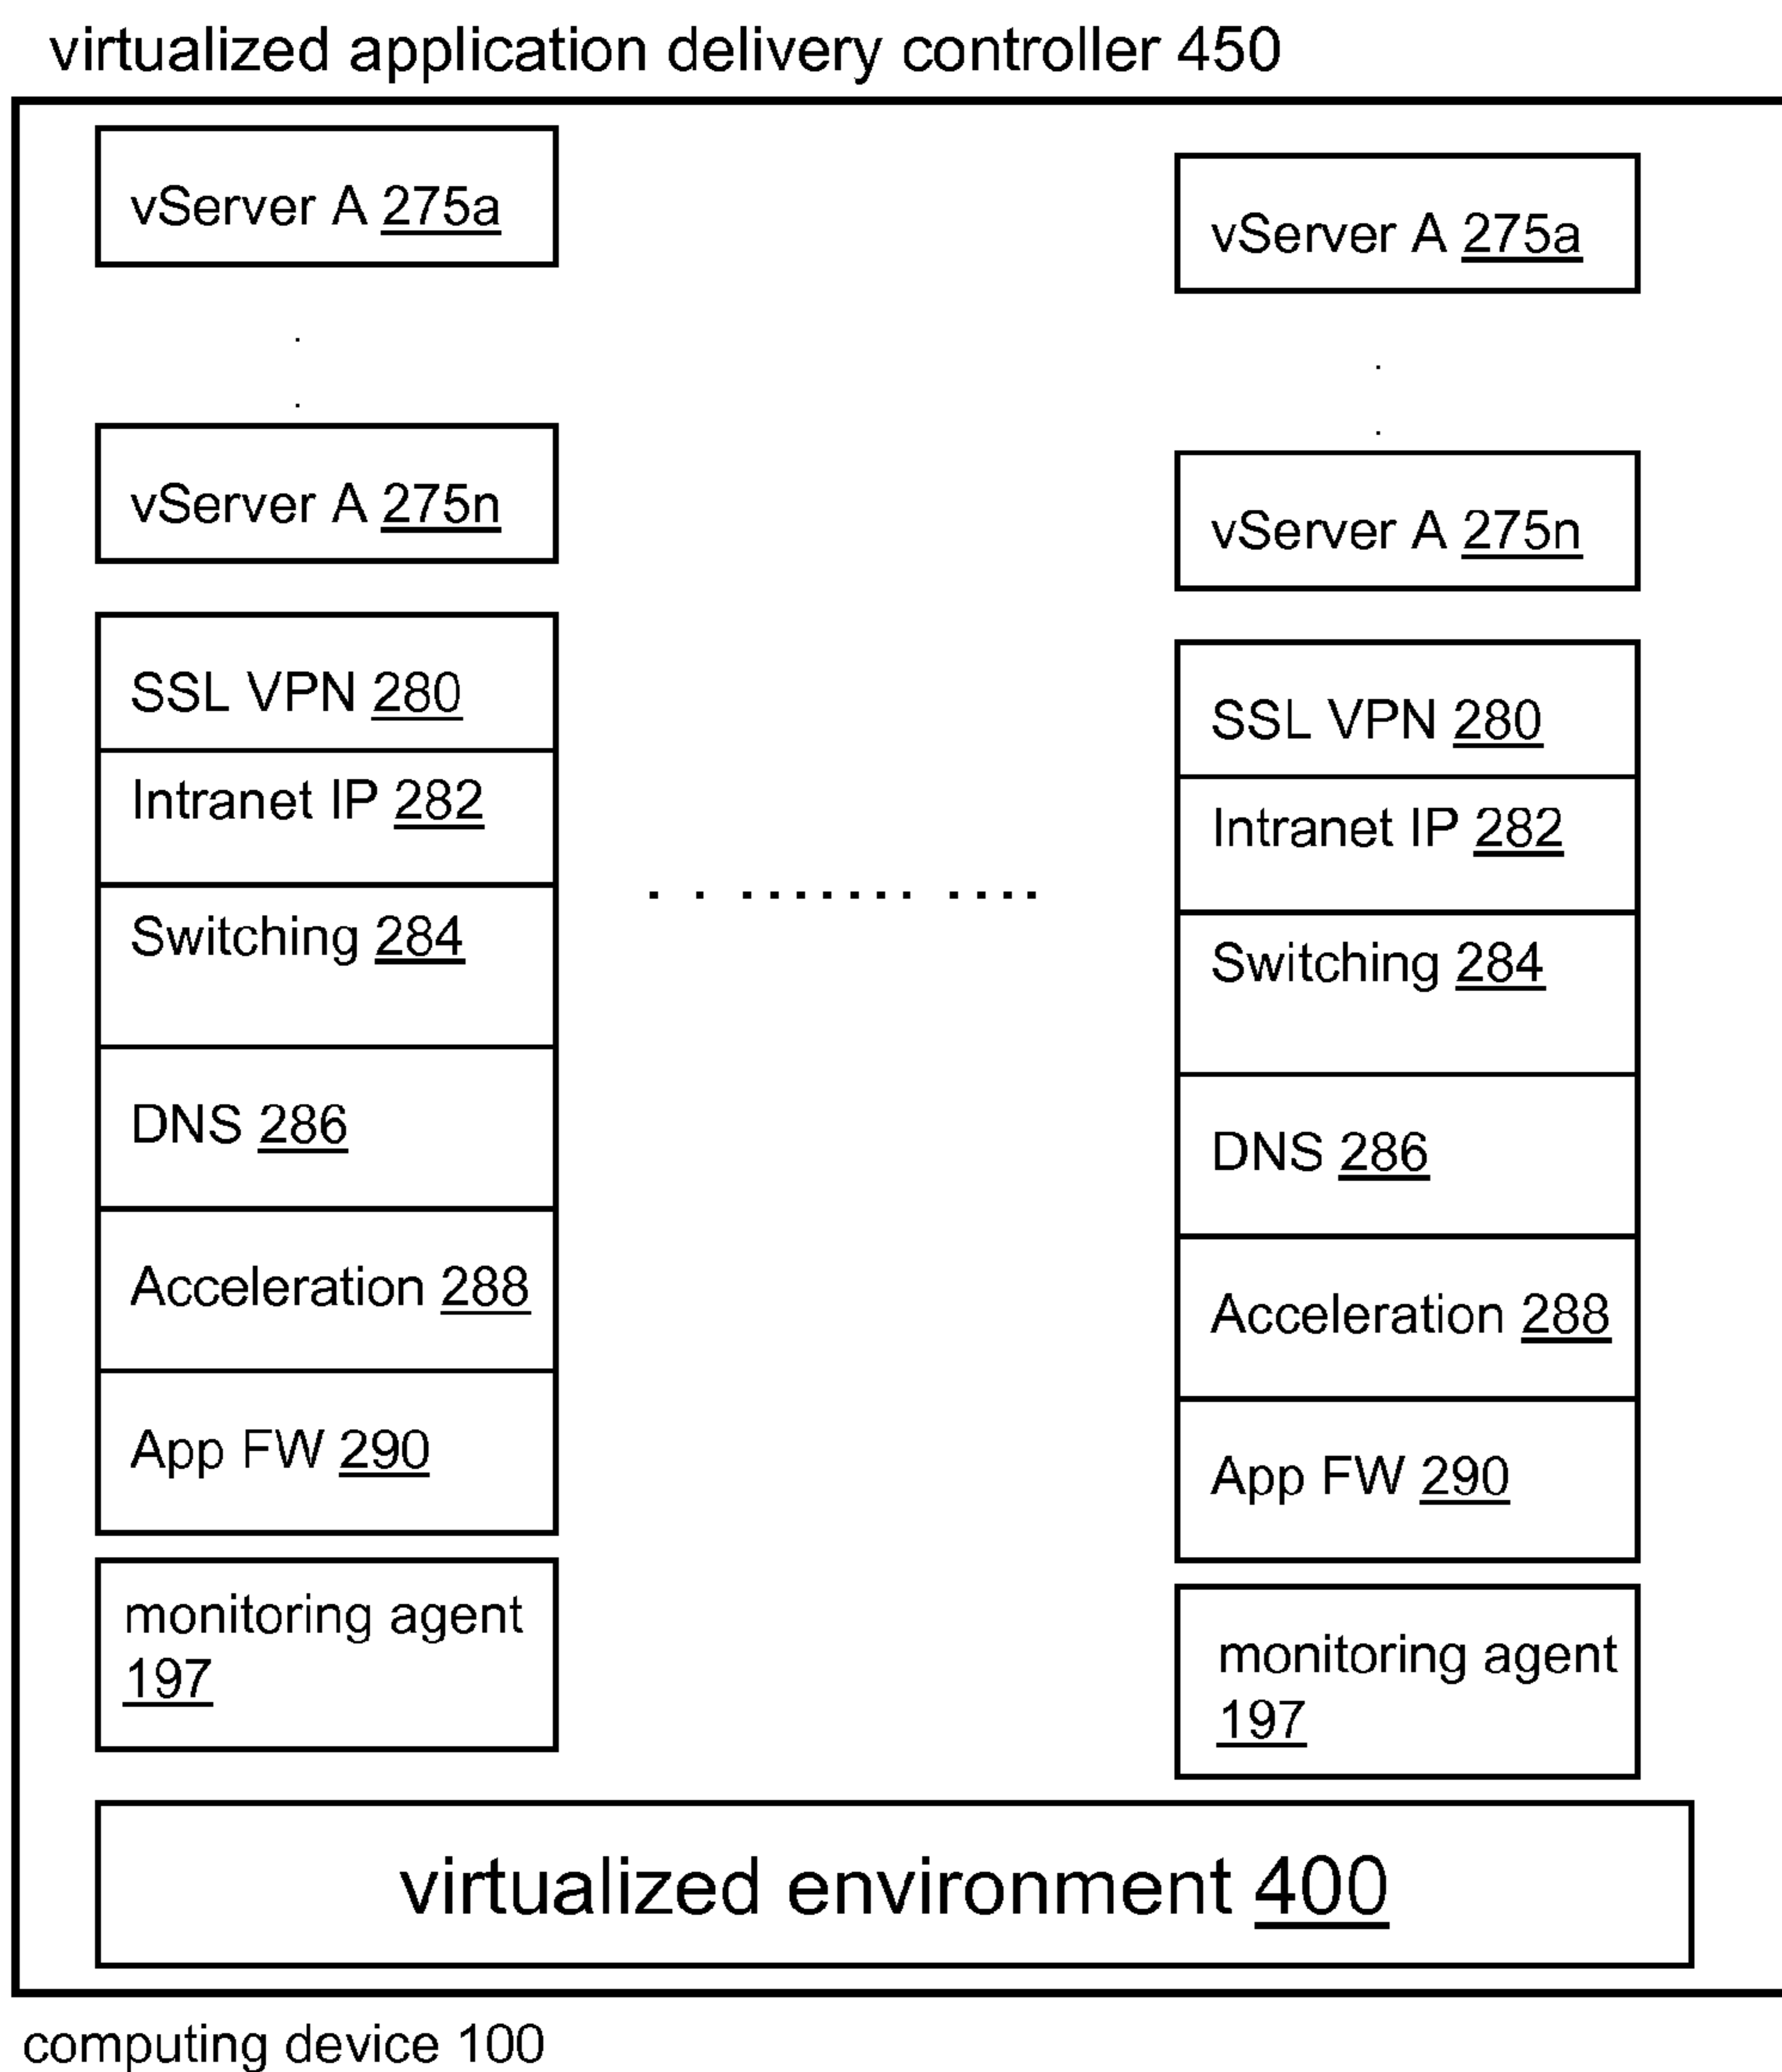 virtualized application delivery controller 450
vServer A 275a
vServer A 275n
SSL VPN 280
Intranet IP 282
Switching 284
DNS 286
Acceleration 288
App FW 290
monitoring agent
197
vServer A 275a
vServer A 275n
SSL VPN 280
Intranet IP 282
Switching 284
DNS 286
Acceleration 288
App FW 290
monitoring agent
197
virtualized environment 400
computing device 100